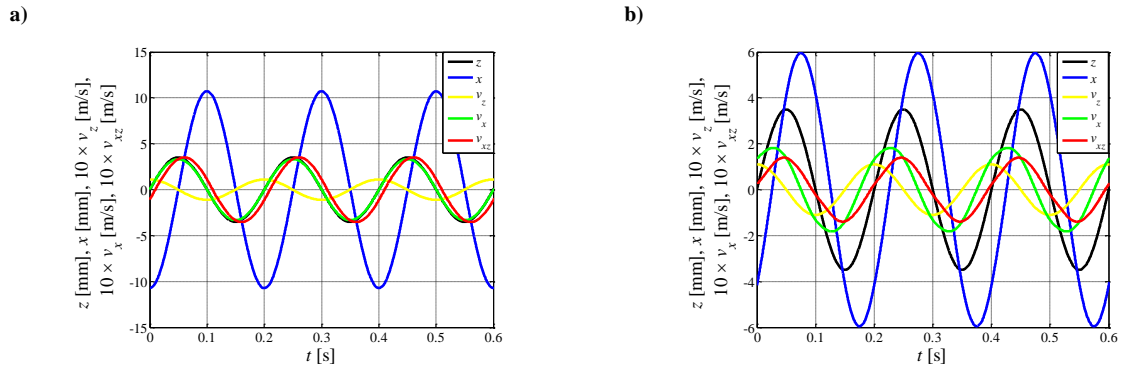 a)
z [mm], x [mm], 10 × v_z [m/s],
10 × v_x [m/s], 10 × v_xz [m/s]
15
10
5
0
-5
-10
-15
0 0.1 0.2 0.3 0.4 0.5 0.6
t [s]
z
x
v_z
v_x
v_xz
b)
z [mm], x [mm], 10 × v_z [m/s],
10 × v_x [m/s], 10 × v_xz [m/s]
6
4
2
0
-2
-4
-6
0 0.1 0.2 0.3 0.4 0.5 0.6
t [s]
z
x
v_z
v_x
v_xz